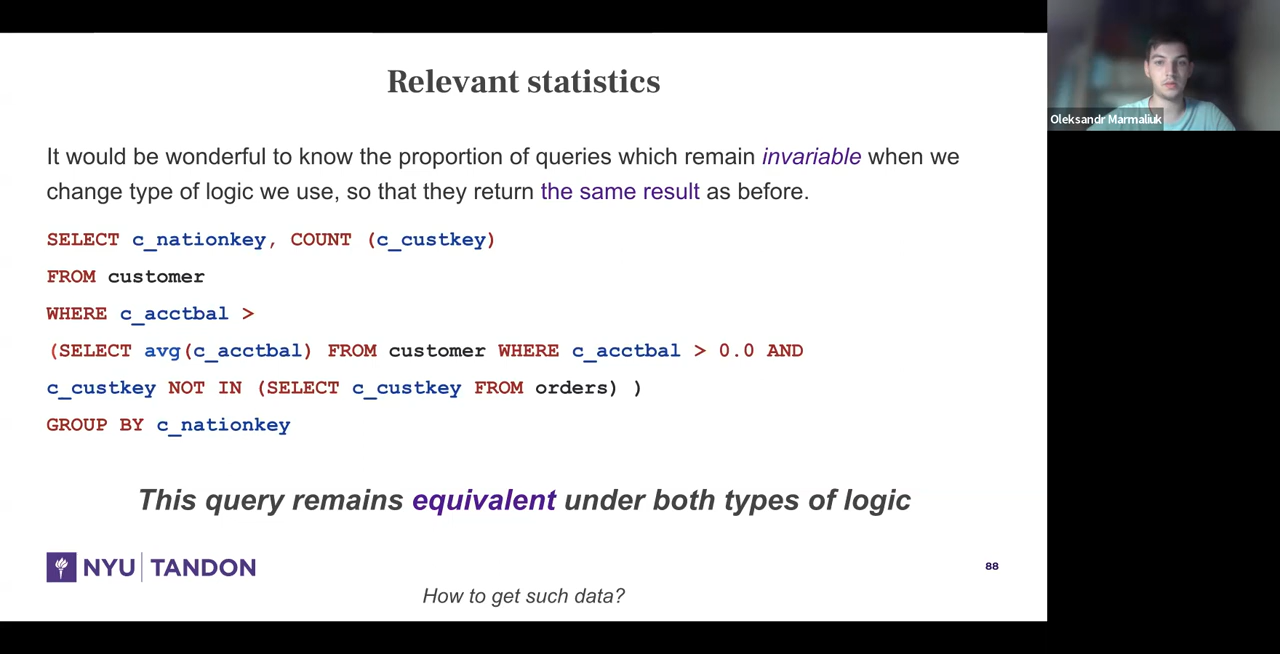 Relevant statistics
It would be wonderful to know the proportion of queries which remain invariable when we
change type of logic we use, so that they return the same result as before.
SELECT c_nationkey, COUNT (c_custkey)
FROM customer
WHERE c_acctbal >
(SELECT avg(c_acctbal) FROM customer WHERE c_acctbal > 0.0 AND
c_custkey NOT IN (SELECT c_custkey FROM orders) )
GROUP BY c_nationkey
This query remains equivalent under both types of logic
NYU TANDON
88
How to get such data?
Oleksandr Marmaliuk